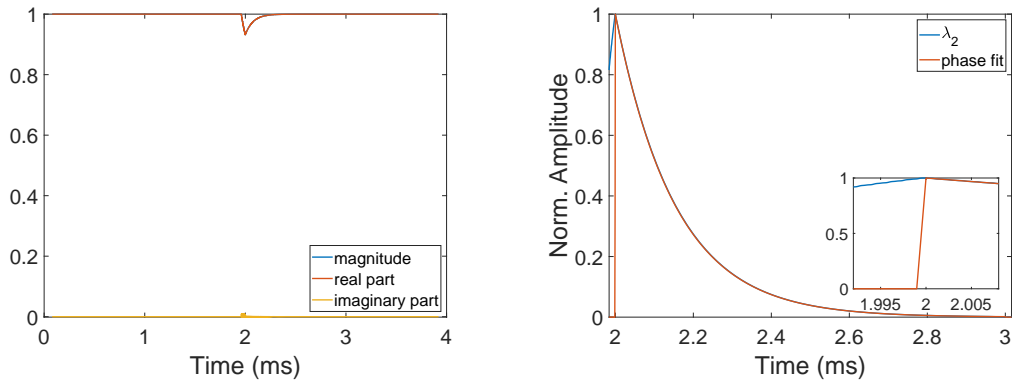 1
0.8
0.6
0.4
0.2
0
magnitude
real part
imaginary part
0 1 2 3 4
Time (ms)
Norm. Amplitude
1
0.8
0.6
0.4
0.2
0
λ2
phase fit
1
0.5
0
1.995 2 2.005
2 2.2 2.4 2.6 2.8 3
Time (ms)